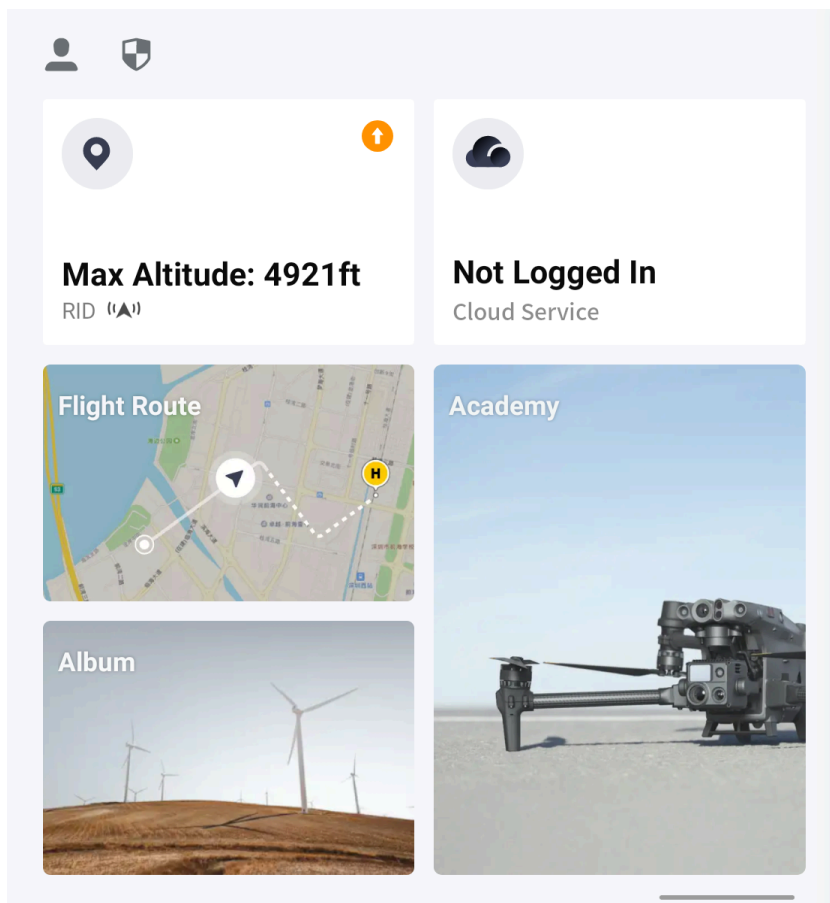 Max Altitude: 4921ft
RID
Not Logged In
Cloud Service
Flight Route
H
Academy
Album